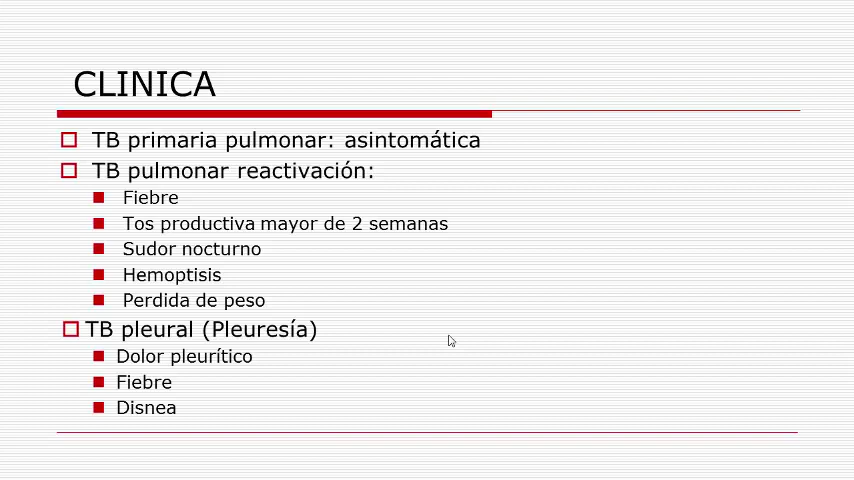 CLINICA
TB primaria pulmonar: asintomática
TB pulmonar reactivación:
Fiebre
Tos productiva mayor de 2 semanas
Sudor nocturno
Hemoptisis
Perdida de peso
TB pleural (Pleuresía)
Dolor pleurítico
Fiebre
Disnea